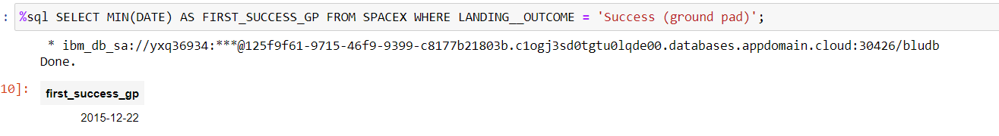 : %sql SELECT MIN(DATE) AS FIRST_SUCCESS_GP FROM SPACEX WHERE LANDING__OUTCOME = 'Success (ground pad)';
* ibm_db_sa://yxq36934:***@125f9f61-9715-46f9-9399-c8177b21803b.c1ogj3sd0tgtu0lqde00.databases.appdomain.cloud:30426/bludb
Done.
10]: first_success_gp
2015-12-22